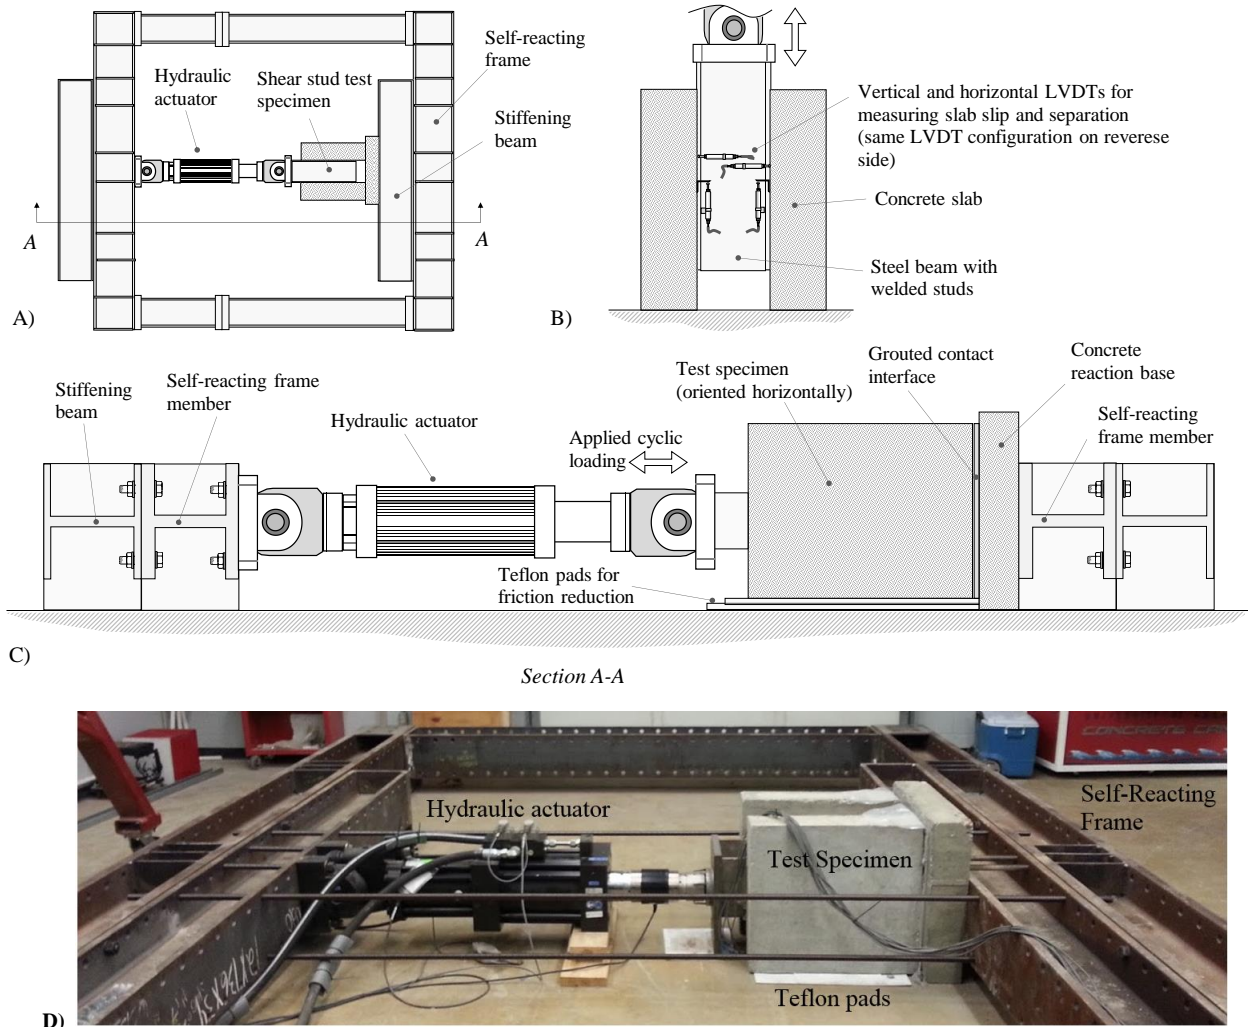 Self-reacting
frame
Hydraulic
actuator
Shear stud test
specimen
Stiffening
beam
A
A
A)
Vertical and horizontal LVDTs for
measuring slab slip and separation
(same LVDT configuration on reverese
side)
Concrete slab
Steel beam with
welded studs
B)
Stiffening
beam
Self-reacting frame
member
Hydraulic actuator
Applied cyclic
loading
Test specimen
(oriented horizontally)
Grouted contact
interface
Concrete
reaction base
Self-reacting
frame member
Teflon pads for
friction reduction
C)
Section A-A
Hydraulic actuator
Test Specimen
Self-Reacting
Frame
Teflon pads
D)